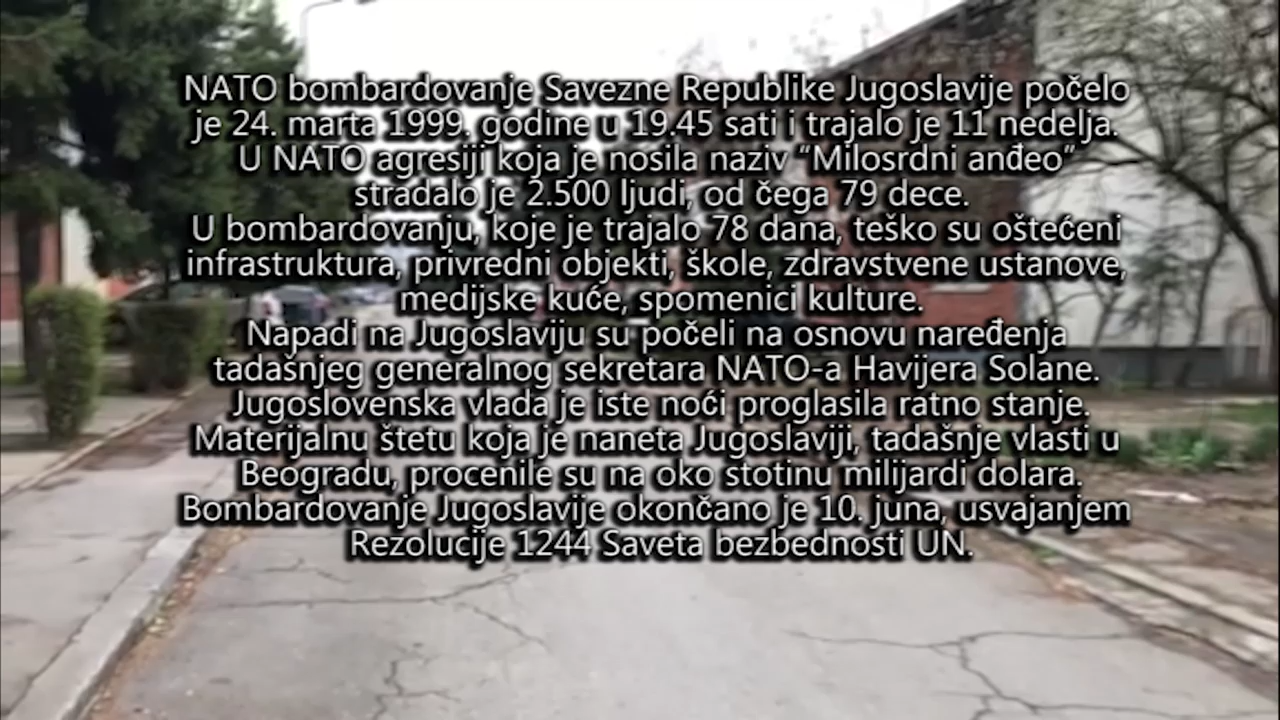 NATO bombardovanje Savezne Republike Jugoslavije počelo
je 24. marta 1999. godine u 19.45 sati i trajalo je 11 nedelja.
U NATO agresiji koja je nosila naziv "Milosrdni anđeo"
stradalo je 2.500 ljudi, od čega 79 dece.
U bombardovanju, koje je trajalo 78 dana, teško su oštećeni
infrastruktura, privredni objekti, škole, zdravstvene ustanove,
medijske kuće, spomenici kulture.
Napadi na Jugoslaviju su počeli na osnovu naređenja
tadašnjeg generalnog sekretara NATO-a Havijera Solane.
Jugoslovenska vlada je iste noći proglasila ratno stanje.
Materijalnu štetu koja je naneta Jugoslaviji, tadašnje vlasti u
Beogradu, procenile su na oko stotinu milijardi dolara.
Bombardovanje Jugoslavije okončano je 10. juna, usvajanjem
Rezolucije 1244 Saveta bezbednosti UN.